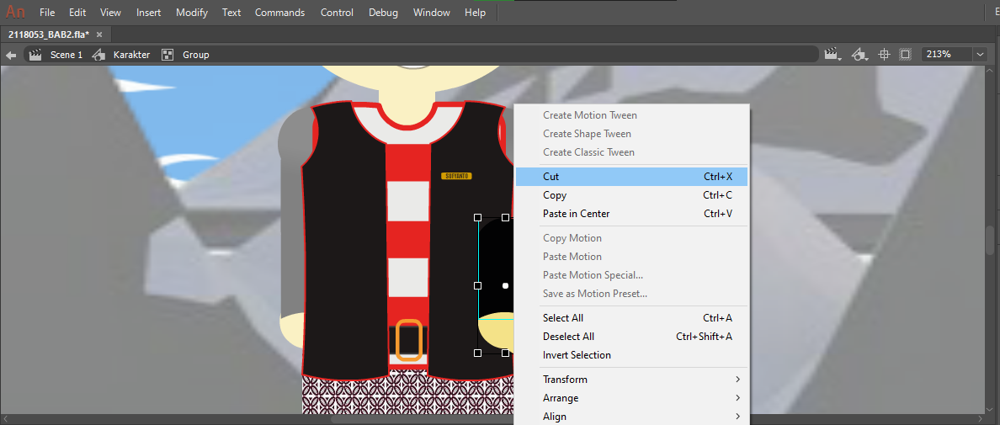 An File Edit View Insert Modify Text Commands Control Debug Window Help E
2118053_BAB2.fla* ×
Scene 1 Karakter Group 213%
SUFYANTO
Create Motion Tween
Create Shape Tween
Create Classic Tween
Cut Ctrl+X
Copy Ctrl+C
Paste in Center Ctrl+V
Copy Motion
Paste Motion
Paste Motion Special...
Save as Motion Preset...
Select All Ctrl+A
Deselect All Ctrl+Shift+A
Invert Selection
Transform
Arrange
Align